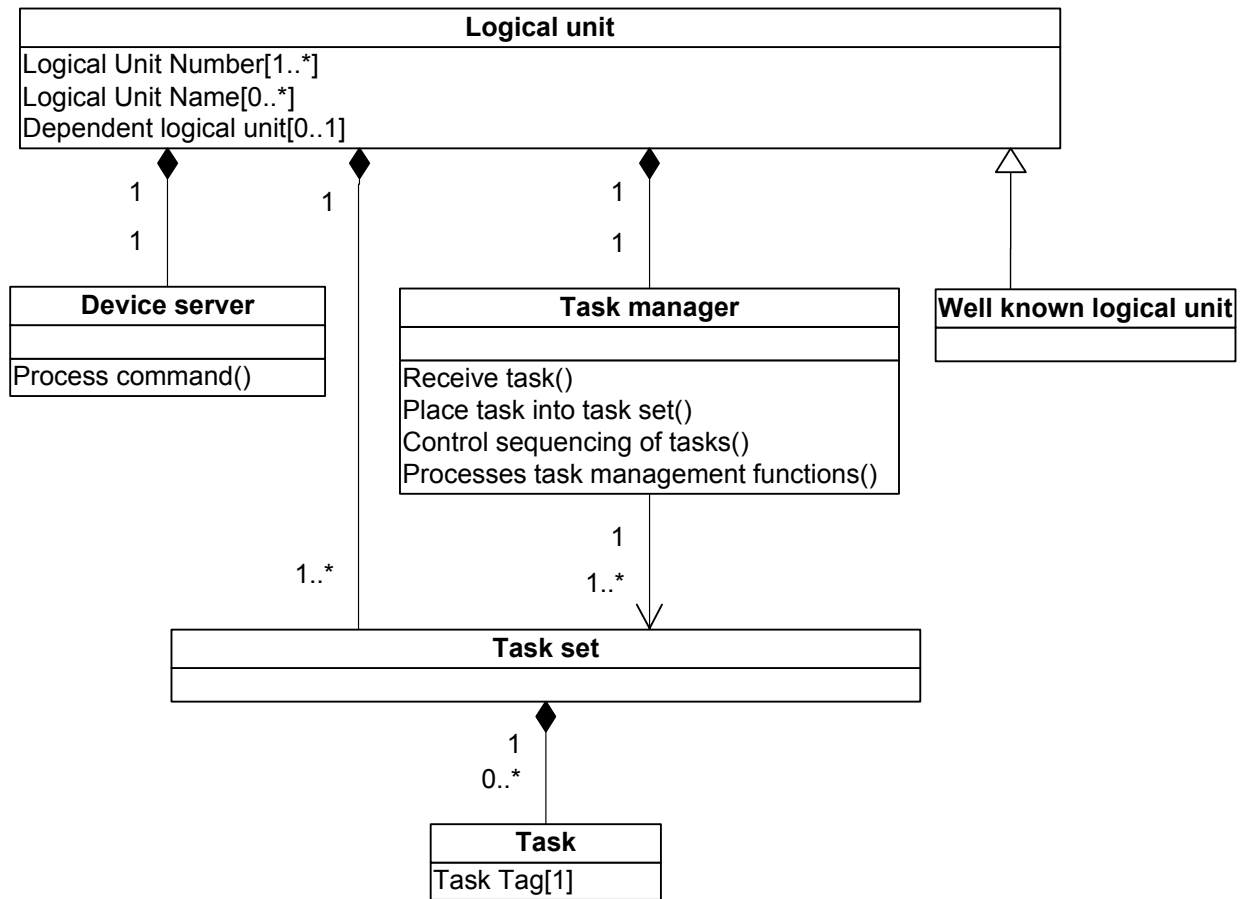 Logical unit
Logical Unit Number[1..*]
Logical Unit Name[0..*]
Dependent logical unit[0..1]
1
1
1
1
1
Device server
Process command()
Task manager
Receive task()
Place task into task set()
Control sequencing of tasks()
Processes task management functions()
Well known logical unit
1
1..*
1..*
Task set
1
0..*
Task
Task Tag[1]